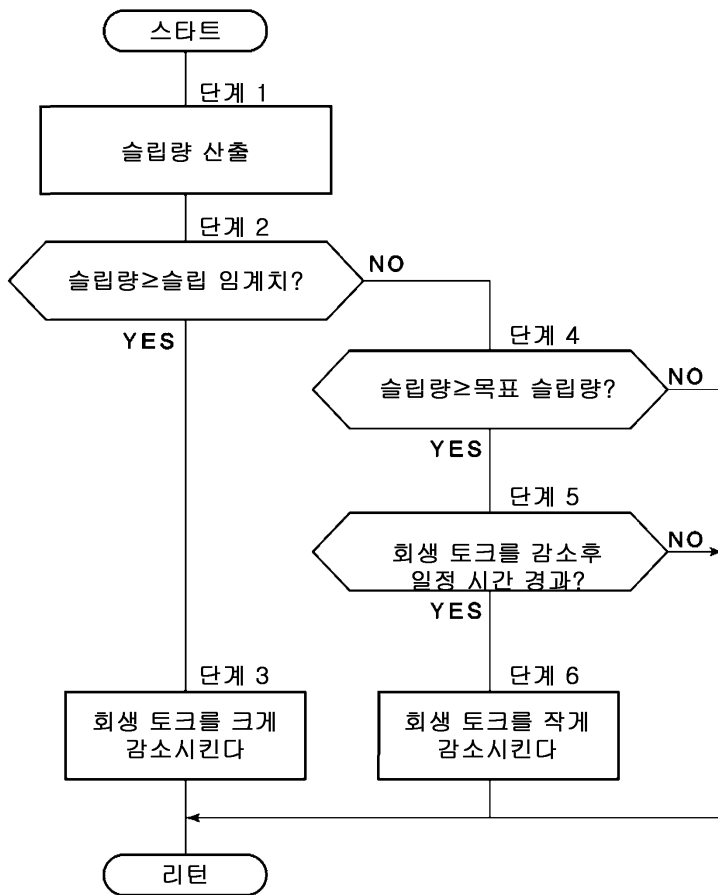 스타트
단계 1
슬립량 산출
단계 2
슬립량≥슬립 임계치?
NO
YES
단계 4
슬립량≥목표 슬립량?
NO
YES
단계 5
회생 토크를 감소후
일정 시간 경과?
NO
YES
단계 3
회생 토크를 크게
감소시킨다
단계 6
회생 토크를 작게
감소시킨다
리턴